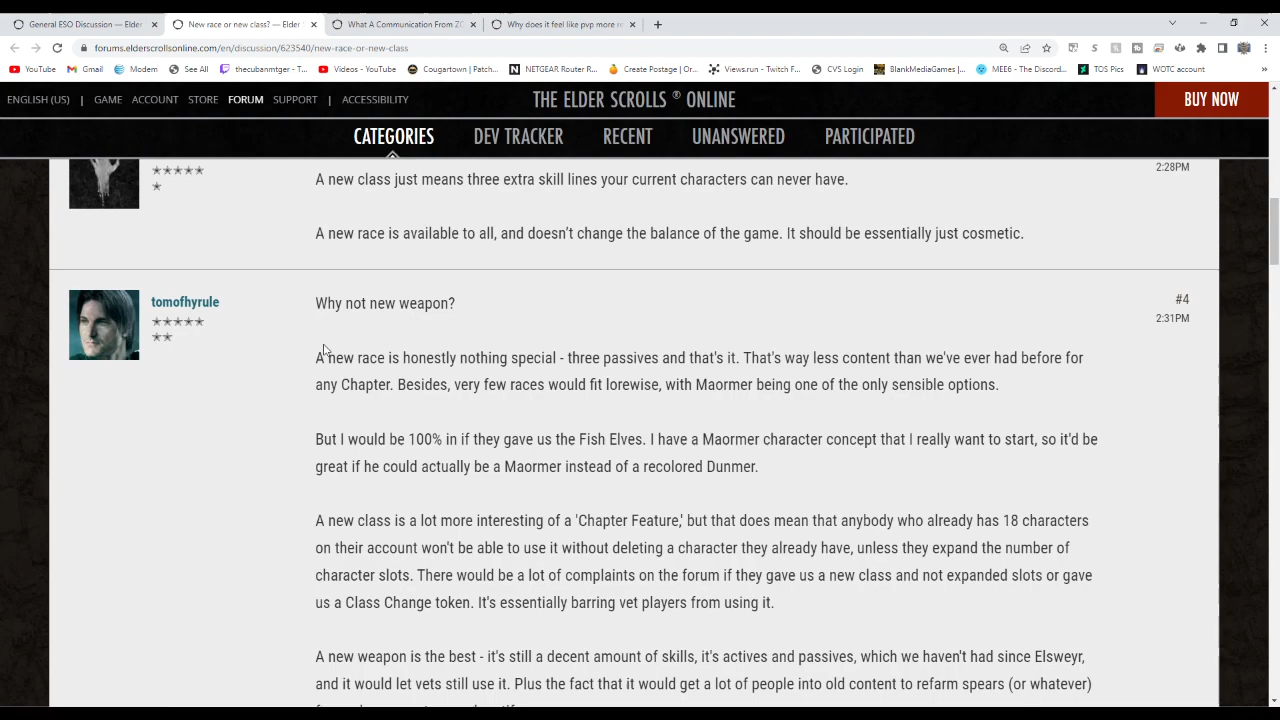 General ESO Discussion — Elder
New race or new class? — Elder
What A Communication From ZO
Why does it feel like pvp more re
forums.elderscrollsonline.com/en/discussion/623540/new-race-or-new-class
YouTube
Gmail
Modem
See All
thecubanmtger - T...
Videos - YouTube
Cougartown | Patch...
NETGEAR Router R...
Create Postage | Or...
Views.run - Twitch F...
CVS Login
BlankMediaGames |...
MEE6 - The Discord...
TOS Pics
WOTC account
»
ENGLISH (US) | GAME ACCOUNT STORE FORUM SUPPORT | ACCESSIBILITY
THE ELDER SCROLLS ® ONLINE
BUY NOW
CATEGORIES DEV TRACKER RECENT UNANSWERED PARTICIPATED
2:28PM
A new class just means three extra skill lines your current characters can never have.
A new race is available to all, and doesn't change the balance of the game. It should be essentially just cosmetic.
tomofhyrule
Why not new weapon?
#4
2:31PM
A new race is honestly nothing special - three passives and that's it. That's way less content than we've ever had before for
any Chapter. Besides, very few races would fit lorewise, with Maormer being one of the only sensible options.
But I would be 100% in if they gave us the Fish Elves. I have a Maormer character concept that I really want to start, so it'd be
great if he could actually be a Maormer instead of a recolored Dunmer.
A new class is a lot more interesting of a 'Chapter Feature,' but that does mean that anybody who already has 18 characters
on their account won't be able to use it without deleting a character they already have, unless they expand the number of
character slots. There would be a lot of complaints on the forum if they gave us a new class and not expanded slots or gave
us a Class Change token. It's essentially barring vet players from using it.
A new weapon is the best - it's still a decent amount of skills, it's actives and passives, which we haven't had since Elsweyr,
and it would let vets still use it. Plus the fact that it would get a lot of people into old content to refarm spears (or whatever)